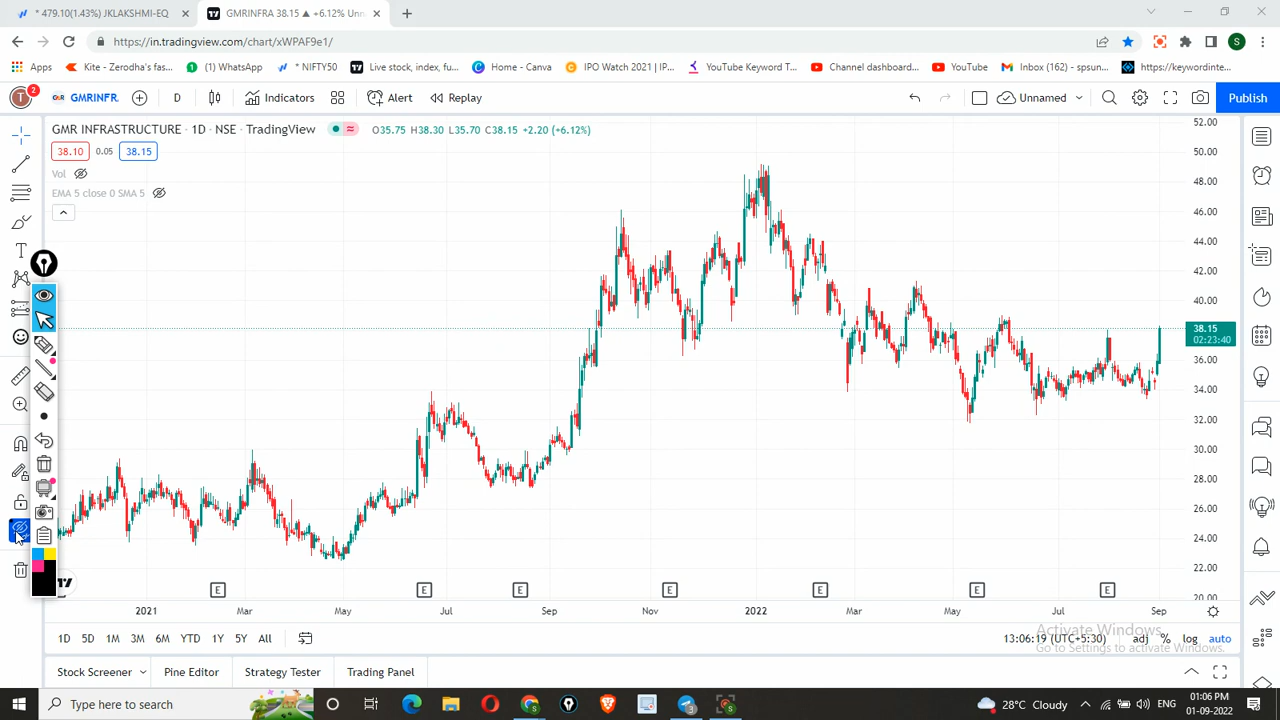 * 479.10(1.43%) JKLAKSHMI-EQ
GMRINFRA 38.15 ▲ +6.12% Unn
https://in.tradingview.com/chart/xWPAF9e1/
S
Apps
Kite - Zerodha's fas...
(1) WhatsApp
* NIFTY50
Live stock, index, fu...
Home - Canva
IPO Watch 2021 | IP...
YouTube Keyword T...
Channel dashboard...
YouTube
Inbox (162) - spsun...
https://keywordinte...
T
2
GMRINFR.
D
Indicators
Alert
Replay
Unnamed
Publish
GMR INFRASTRUCTURE · 1D · NSE · TradingView
O35.75 H38.30 L35.70 C38.15 +2.20 (+6.12%)
38.10 0.05 38.15
Vol
EMA 5 close 0 SMA 5
52.00
50.00
48.00
46.00
44.00
42.00
40.00
38.15
02:23:40
36.00
34.00
32.00
30.00
28.00
26.00
24.00
22.00
20.00
E E E E E E E
2021 Mar May Jul Sep Nov 2022 Mar May Jul Sep
1D 5D 1M 3M 6M YTD 1Y 5Y All
13:06:19 (UTC+5:30)
adj % log auto
Activate Windows
Go to Settings to activate Windows.
Stock Screener
Pine Editor
Strategy Tester
Trading Panel
Type here to search
28°C Cloudy
ENG
01:06 PM
01-09-2022